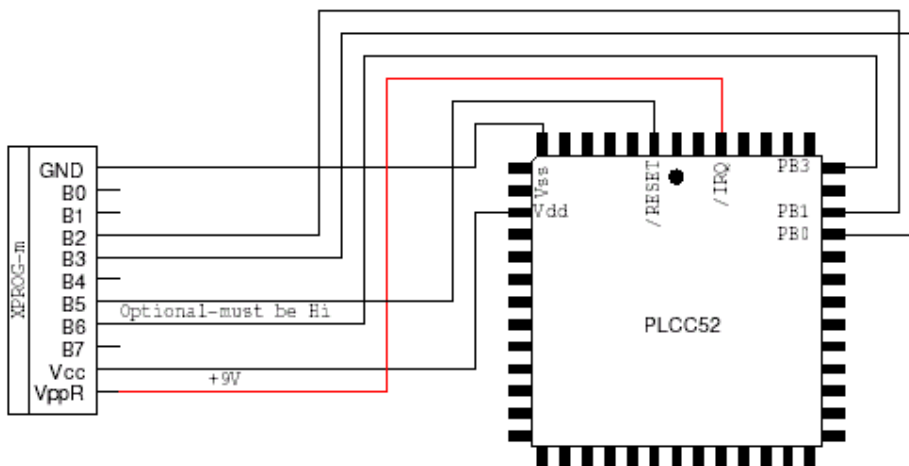 XPROG-m
GND
B0
B1
B2
B3
B4
B5
B6
B7
Vcc
VppR
Optional-must be Hi
+9V
Vss
Vdd
/RESET
/IRQ
PB3
PB1
PB0
PLCC52